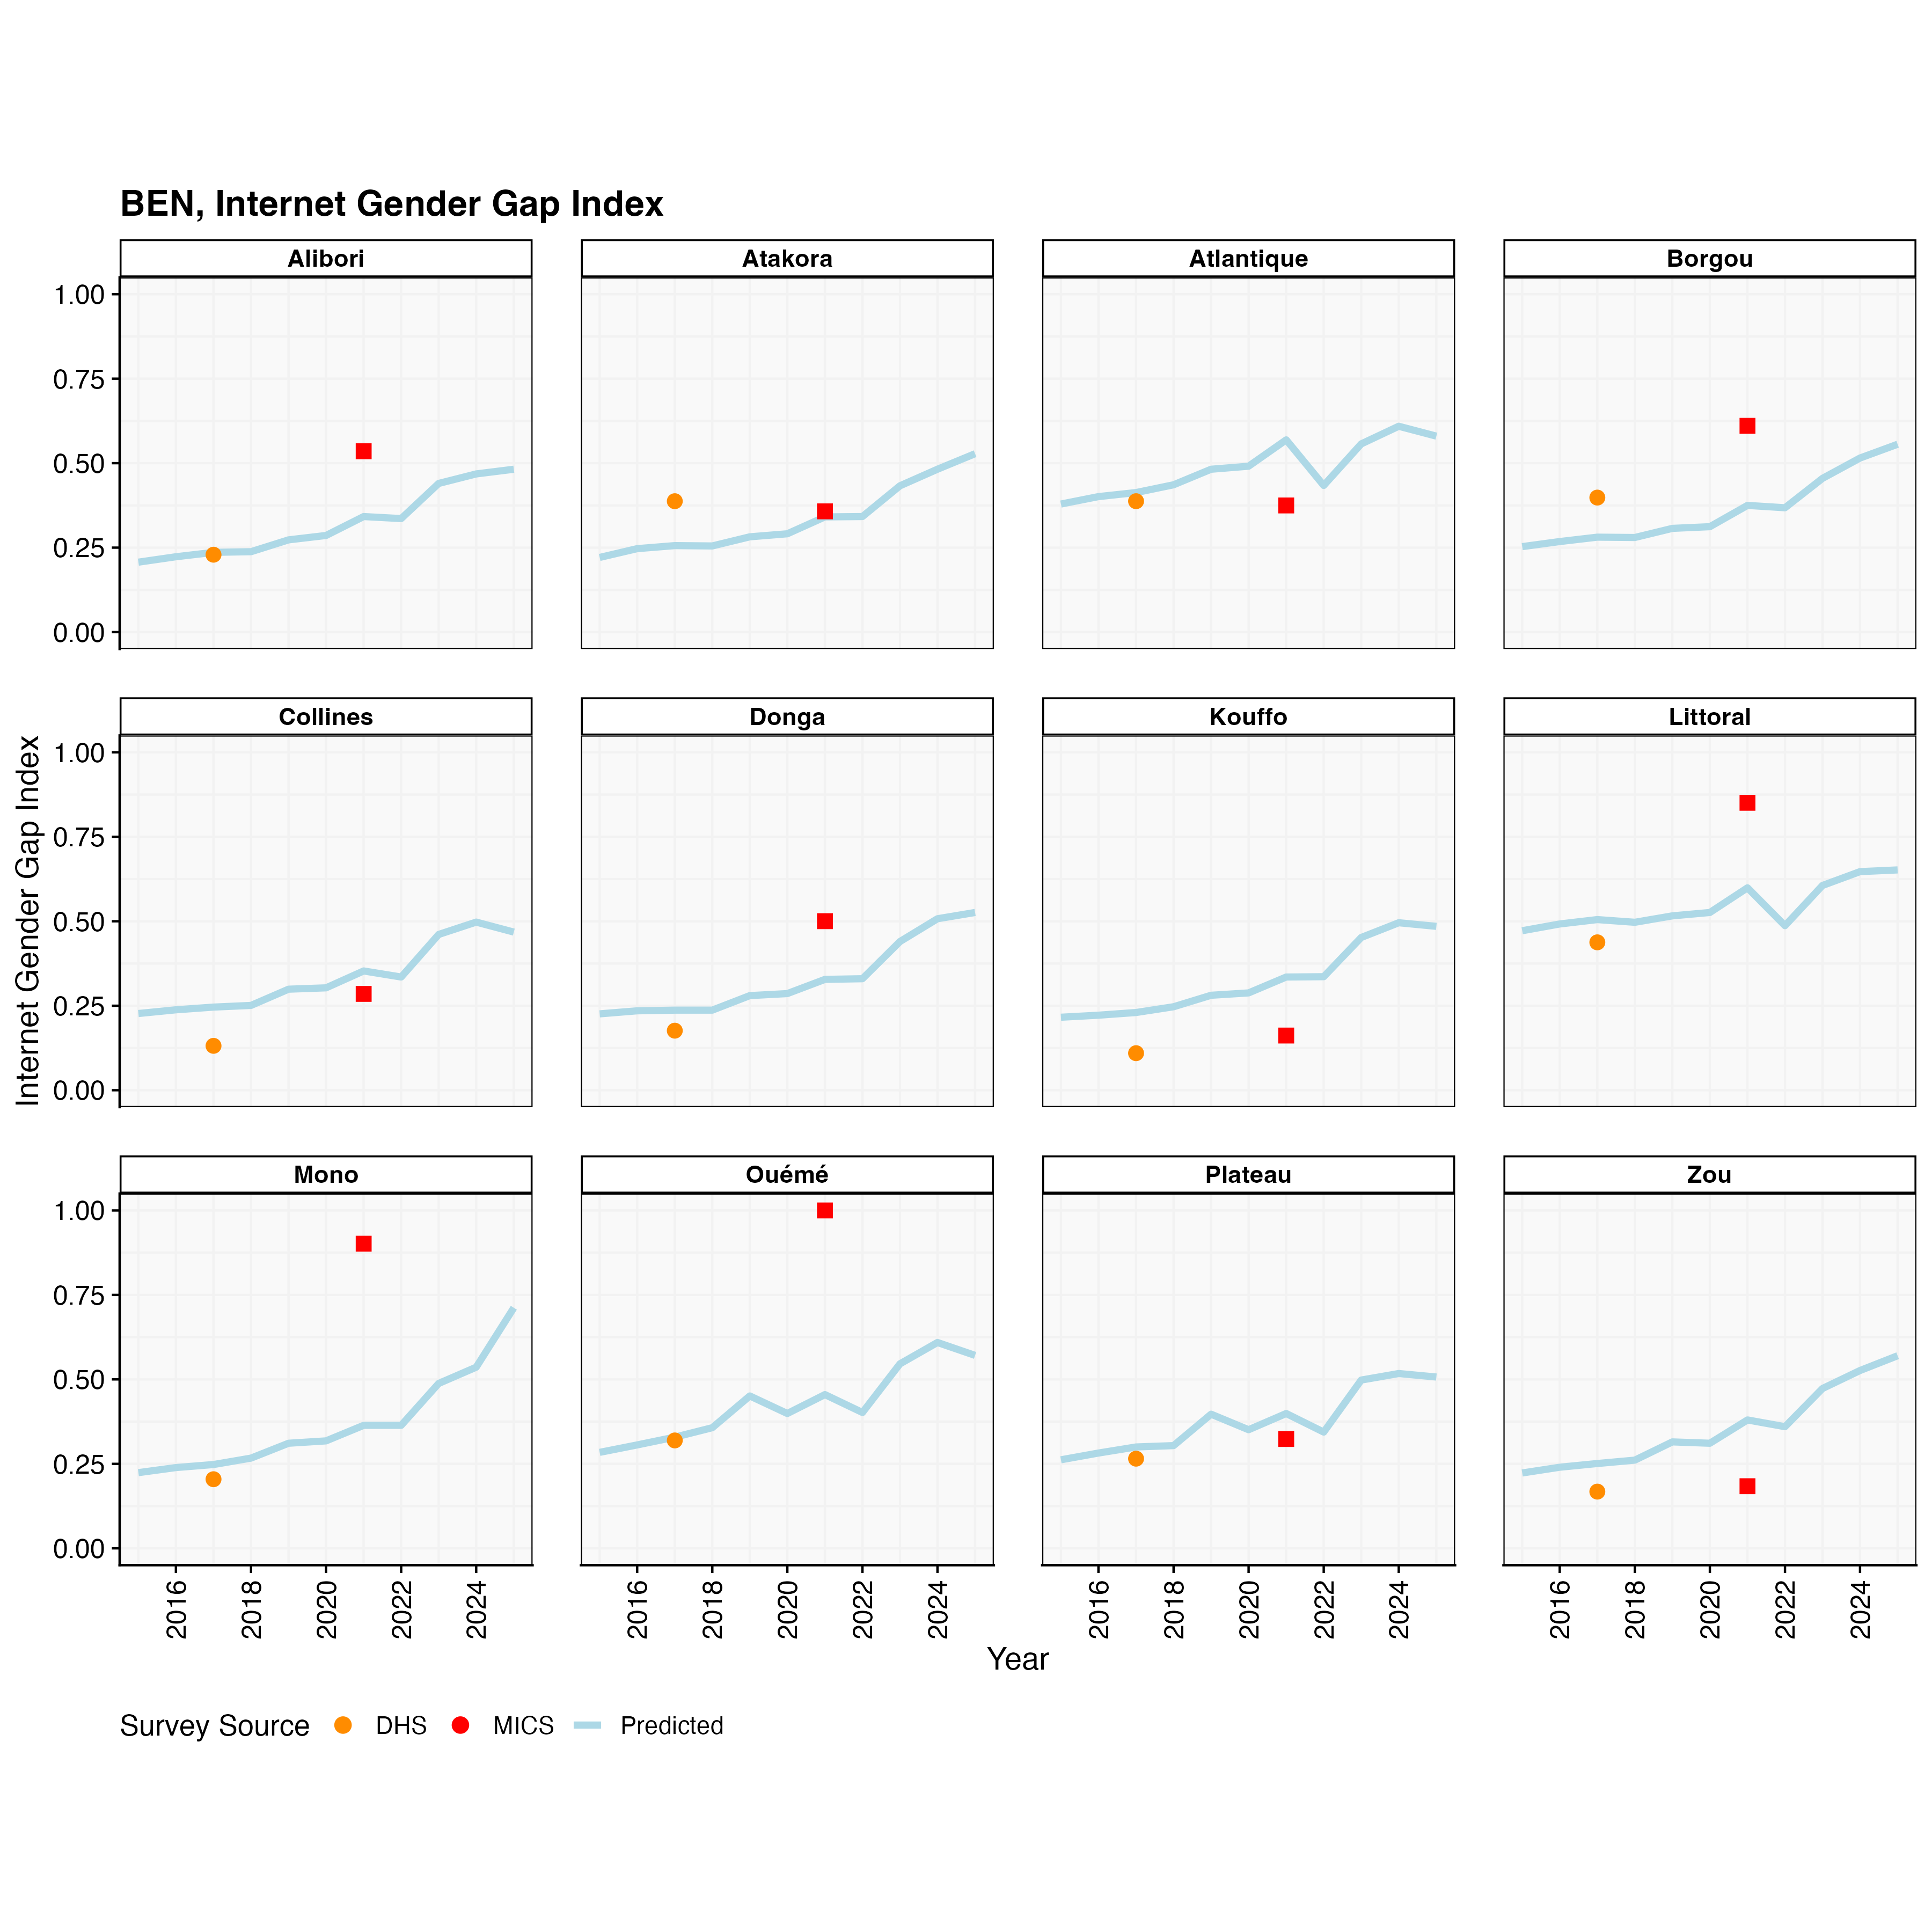 BEN, Internet Gender Gap Index
Alibori Atakora Atlantique Borgou
1.00
0.75
0.50
0.25
0.00
Collines Donga Kouffo Littoral
Internet Gender Gap Index
1.00
0.75
0.50
0.25
0.00
Mono Ouémé Plateau Zou
1.00
0.75
0.50
0.25
0.00
2016 2018 2020 2022 2024 2016 2018 2020 2022 2024 2016 2018 2020 2022 2024 2016 2018 2020 2022 2024
Year
Survey Source DHS MICS Predicted